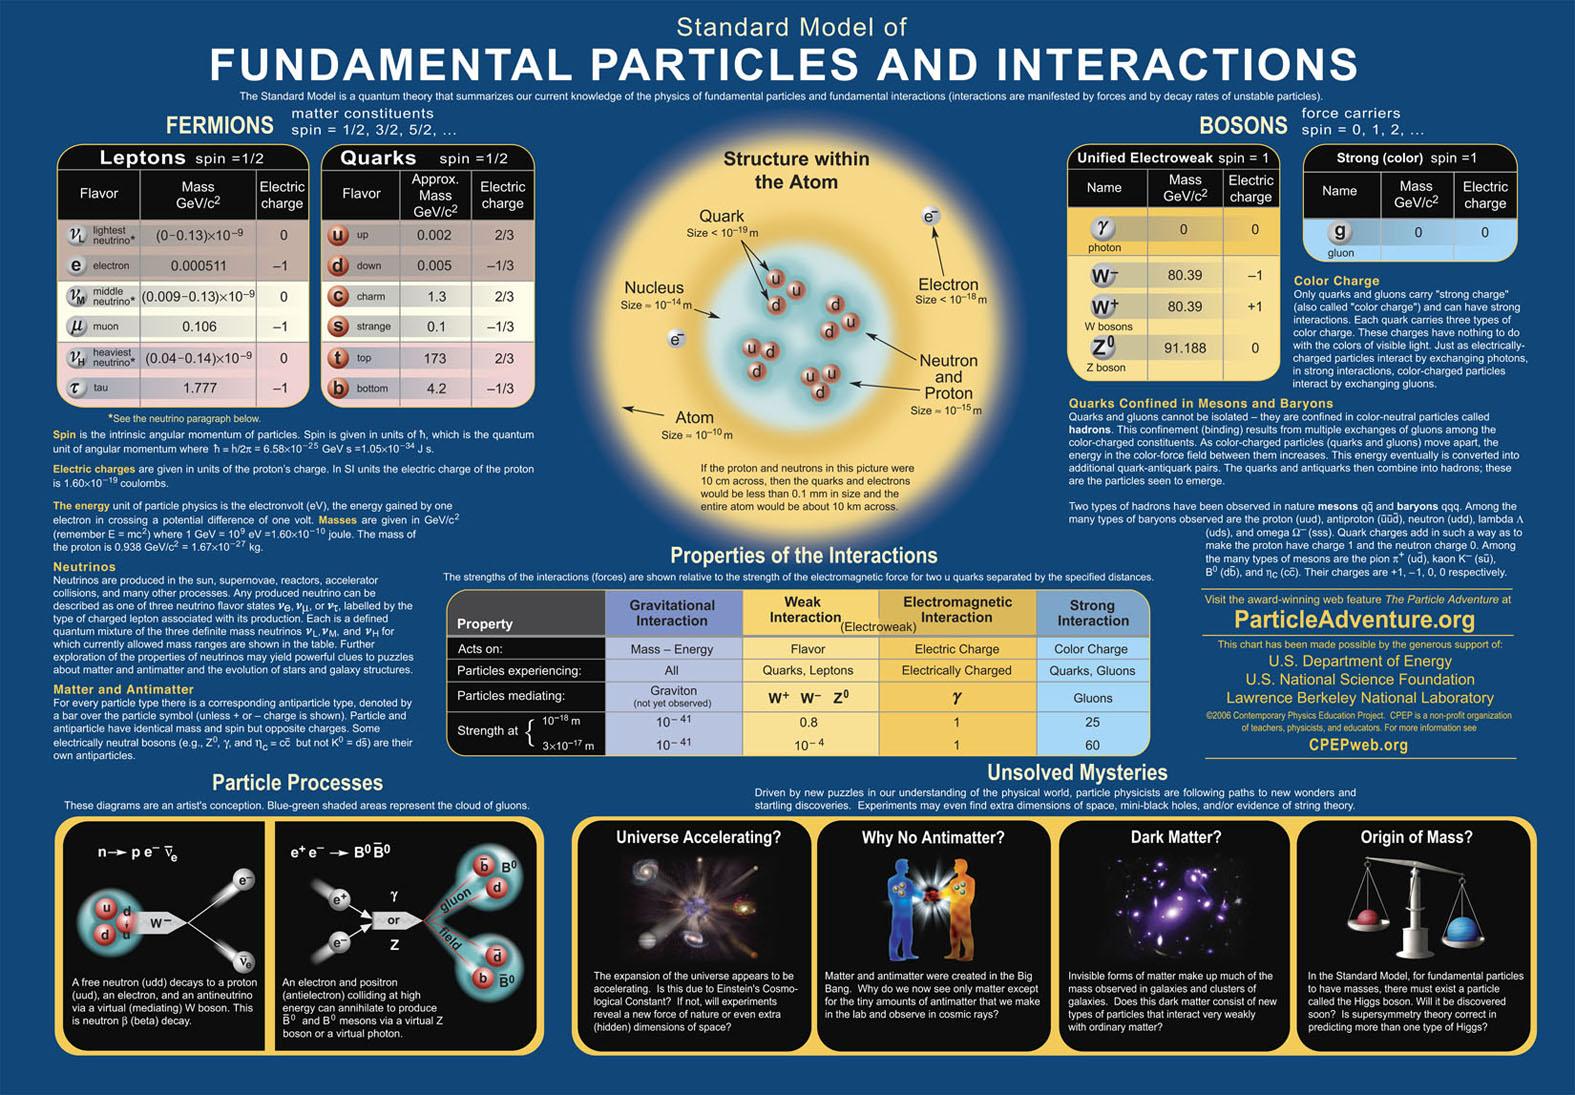 Standard Model of
FUNDAMENTAL PARTICLES AND INTERACTIONS
The Standard Model is a quantum theory that summarizes our current knowledge of the physics of fundamental particles and fundamental interactions (interactions are manifested by forces and by decay rates of unstable particles).
FERMIONS
matter constituents
spin = 1/2, 3/2, 5/2, ...
Leptons spin =1/2
Flavor Mass GeV/c² Electric charge
νL lightest neutrino* (0–0.13)×10⁻⁹ 0
e electron 0.000511 –1
νM middle neutrino* (0.009–0.13)×10⁻⁹ 0
μ muon 0.106 –1
νH heaviest neutrino* (0.04–0.14)×10⁻⁹ 0
τ tau 1.777 –1
Quarks spin =1/2
Flavor Approx. Mass GeV/c² Electric charge
u up 0.002 2/3
d down 0.005 –1/3
c charm 1.3 2/3
s strange 0.1 –1/3
t top 173 2/3
b bottom 4.2 –1/3
*See the neutrino paragraph below.
Spin is the intrinsic angular momentum of particles. Spin is given in units of ħ, which is the quantum
unit of angular momentum where ħ = h/2π = 6.58×10⁻²⁵ GeV s =1.05×10⁻³⁴ J s.
Electric charges are given in units of the proton's charge. In SI units the electric charge of the proton
is 1.60×10⁻¹⁹ coulombs.
The energy unit of particle physics is the electronvolt (eV), the energy gained by one
electron in crossing a potential difference of one volt. Masses are given in GeV/c²
(remember E = mc²) where 1 GeV = 10⁹ eV =1.60×10⁻¹⁰ joule. The mass of
the proton is 0.938 GeV/c² = 1.67×10⁻²⁷ kg.
Neutrinos
Neutrinos are produced in the sun, supernovae, reactors, accelerator
collisions, and many other processes. Any produced neutrino can be
described as one of three neutrino flavor states νe, νμ, or ντ, labelled by the
type of charged lepton associated with its production. Each is a defined
quantum mixture of the three definite mass neutrinos νL, νM, and νH for
which currently allowed mass ranges are shown in the table. Further
exploration of the properties of neutrinos may yield powerful clues to puzzles
about matter and antimatter and the evolution of stars and galaxy structures.
Matter and Antimatter
For every particle type there is a corresponding antiparticle type, denoted by
a bar over the particle symbol (unless + or – charge is shown). Particle and
antiparticle have identical mass and spin but opposite charges. Some
electrically neutral bosons (e.g., Z⁰, γ, and ηc = cc̄ but not K⁰ = ds̄) are their
own antiparticles.
Structure within
the Atom
Quark
Size < 10⁻¹⁹ m
e⁻
Electron
Size < 10⁻¹⁸ m
Nucleus
Size ≈ 10⁻¹⁴ m
e⁻
u
u
d
d
u
d
u
d
d
u
u
d
Neutron
and
Proton
Size ≈ 10⁻¹⁵ m
Atom
Size ≈ 10⁻¹⁰ m
If the proton and neutrons in this picture were
10 cm across, then the quarks and electrons
would be less than 0.1 mm in size and the
entire atom would be about 10 km across.
BOSONS
force carriers
spin = 0, 1, 2, ...
Unified Electroweak spin = 1
Name Mass GeV/c² Electric charge
γ photon 0 0
W⁻ 80.39 –1
W⁺ 80.39 +1
W bosons
Z⁰ 91.188 0
Z boson
Strong (color) spin =1
Name Mass GeV/c² Electric charge
g gluon 0 0
Color Charge
Only quarks and gluons carry "strong charge"
(also called "color charge") and can have strong
interactions. Each quark carries three types of
color charge. These charges have nothing to do
with the colors of visible light. Just as electrically-
charged particles interact by exchanging photons,
in strong interactions, color-charged particles
interact by exchanging gluons.
Quarks Confined in Mesons and Baryons
Quarks and gluons cannot be isolated – they are confined in color-neutral particles called
hadrons. This confinement (binding) results from multiple exchanges of gluons among the
color-charged constituents. As color-charged particles (quarks and gluons) move apart, the
energy in the color-force field between them increases. This energy eventually is converted into
additional quark-antiquark pairs. The quarks and antiquarks then combine into hadrons; these
are the particles seen to emerge.
Two types of hadrons have been observed in nature mesons qq̄ and baryons qqq. Among the
many types of baryons observed are the proton (uud), antiproton (ūūd̄), neutron (udd), lambda Λ
(uds), and omega Ω⁻ (sss). Quark charges add in such a way as to
make the proton have charge 1 and the neutron charge 0. Among
the many types of mesons are the pion π⁺ (ud̄), kaon K⁻ (sū),
B⁰ (db̄), and ηc (cc̄). Their charges are +1, –1, 0, 0 respectively.
Visit the award-winning web feature The Particle Adventure at
ParticleAdventure.org
This chart has been made possible by the generous support of:
U.S. Department of Energy
U.S. National Science Foundation
Lawrence Berkeley National Laboratory
©2006 Contemporary Physics Education Project. CPEP is a non-profit organization
of teachers, physicists, and educators. For more information see
CPEPweb.org
Properties of the Interactions
The strengths of the interactions (forces) are shown relative to the strength of the electromagnetic force for two u quarks separated by the specified distances.
Property Gravitational Interaction Weak Interaction (Electroweak) Electromagnetic Interaction Strong Interaction
Acts on: Mass – Energy Flavor Electric Charge Color Charge
Particles experiencing: All Quarks, Leptons Electrically Charged Quarks, Gluons
Particles mediating: Graviton (not yet observed) W⁺ W⁻ Z⁰ γ Gluons
Strength at { 10⁻¹⁸ m 10⁻⁴¹ 0.8 1 25
3×10⁻¹⁷ m 10⁻⁴¹ 10⁻⁴ 1 60
Particle Processes
These diagrams are an artist's conception. Blue-green shaded areas represent the cloud of gluons.
n→ p e⁻ ν̄e
u
d
d
u
W⁻
e⁻
ν̄e
A free neutron (udd) decays to a proton
(uud), an electron, and an antineutrino
via a virtual (mediating) W boson. This
is neutron β (beta) decay.
e⁺e⁻ → B⁰B̄⁰
e⁺
e⁻
γ
or
Z
gluon
field
b̄
d
B⁰
d̄
b
B̄⁰
An electron and positron
(antielectron) colliding at high
energy can annihilate to produce
B̄⁰ and B⁰ mesons via a virtual Z
boson or a virtual photon.
Unsolved Mysteries
Driven by new puzzles in our understanding of the physical world, particle physicists are following paths to new wonders and
startling discoveries. Experiments may even find extra dimensions of space, mini-black holes, and/or evidence of string theory.
Universe Accelerating?
The expansion of the universe appears to be
accelerating. Is this due to Einstein's Cosmo-
logical Constant? If not, will experiments
reveal a new force of nature or even extra
(hidden) dimensions of space?
Why No Antimatter?
Matter and antimatter were created in the Big
Bang. Why do we now see only matter except
for the tiny amounts of antimatter that we make
in the lab and observe in cosmic rays?
Dark Matter?
Invisible forms of matter make up much of the
mass observed in galaxies and clusters of
galaxies. Does this dark matter consist of new
types of particles that interact very weakly
with ordinary matter?
Origin of Mass?
In the Standard Model, for fundamental particles
to have masses, there must exist a particle
called the Higgs boson. Will it be discovered
soon? Is supersymmetry theory correct in
predicting more than one type of Higgs?